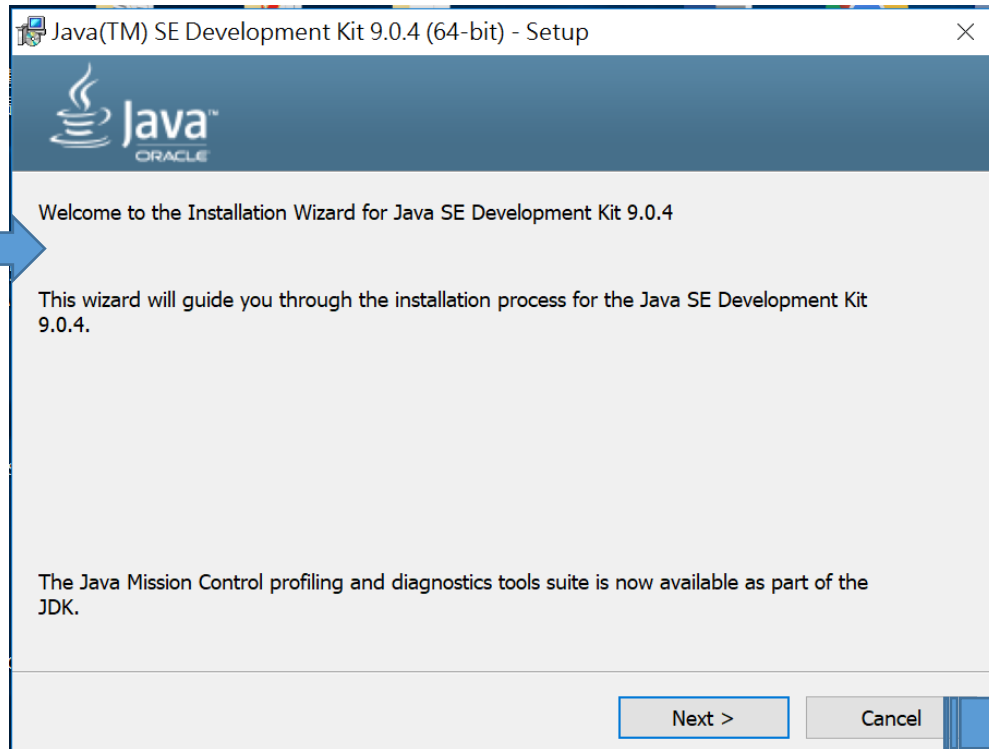 Java(TM) SE Development Kit 9.0.4 (64-bit) - Setup
Java™
ORACLE
Welcome to the Installation Wizard for Java SE Development Kit 9.0.4
This wizard will guide you through the installation process for the Java SE Development Kit
9.0.4.
The Java Mission Control profiling and diagnostics tools suite is now available as part of the
JDK.
Next >
Cancel